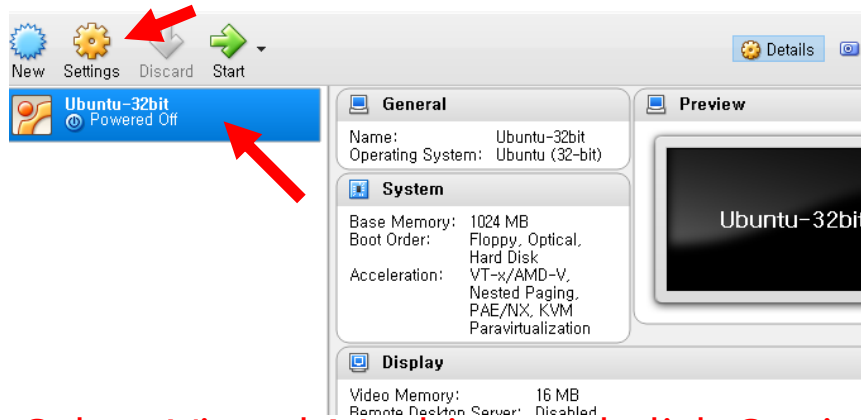 New Settings Discard Start
Details
Ubuntu-32bit
Powered Off
General
Name: Ubuntu-32bit
Operating System: Ubuntu (32-bit)
System
Base Memory: 1024 MB
Boot Order: Floppy, Optical,
Hard Disk
Acceleration: VT-x/AMD-V,
Nested Paging,
PAE/NX, KVM
Paravirtualization
Display
Video Memory: 16 MB
Remote Desktop Server: Disabled
Preview
Ubuntu-32bit